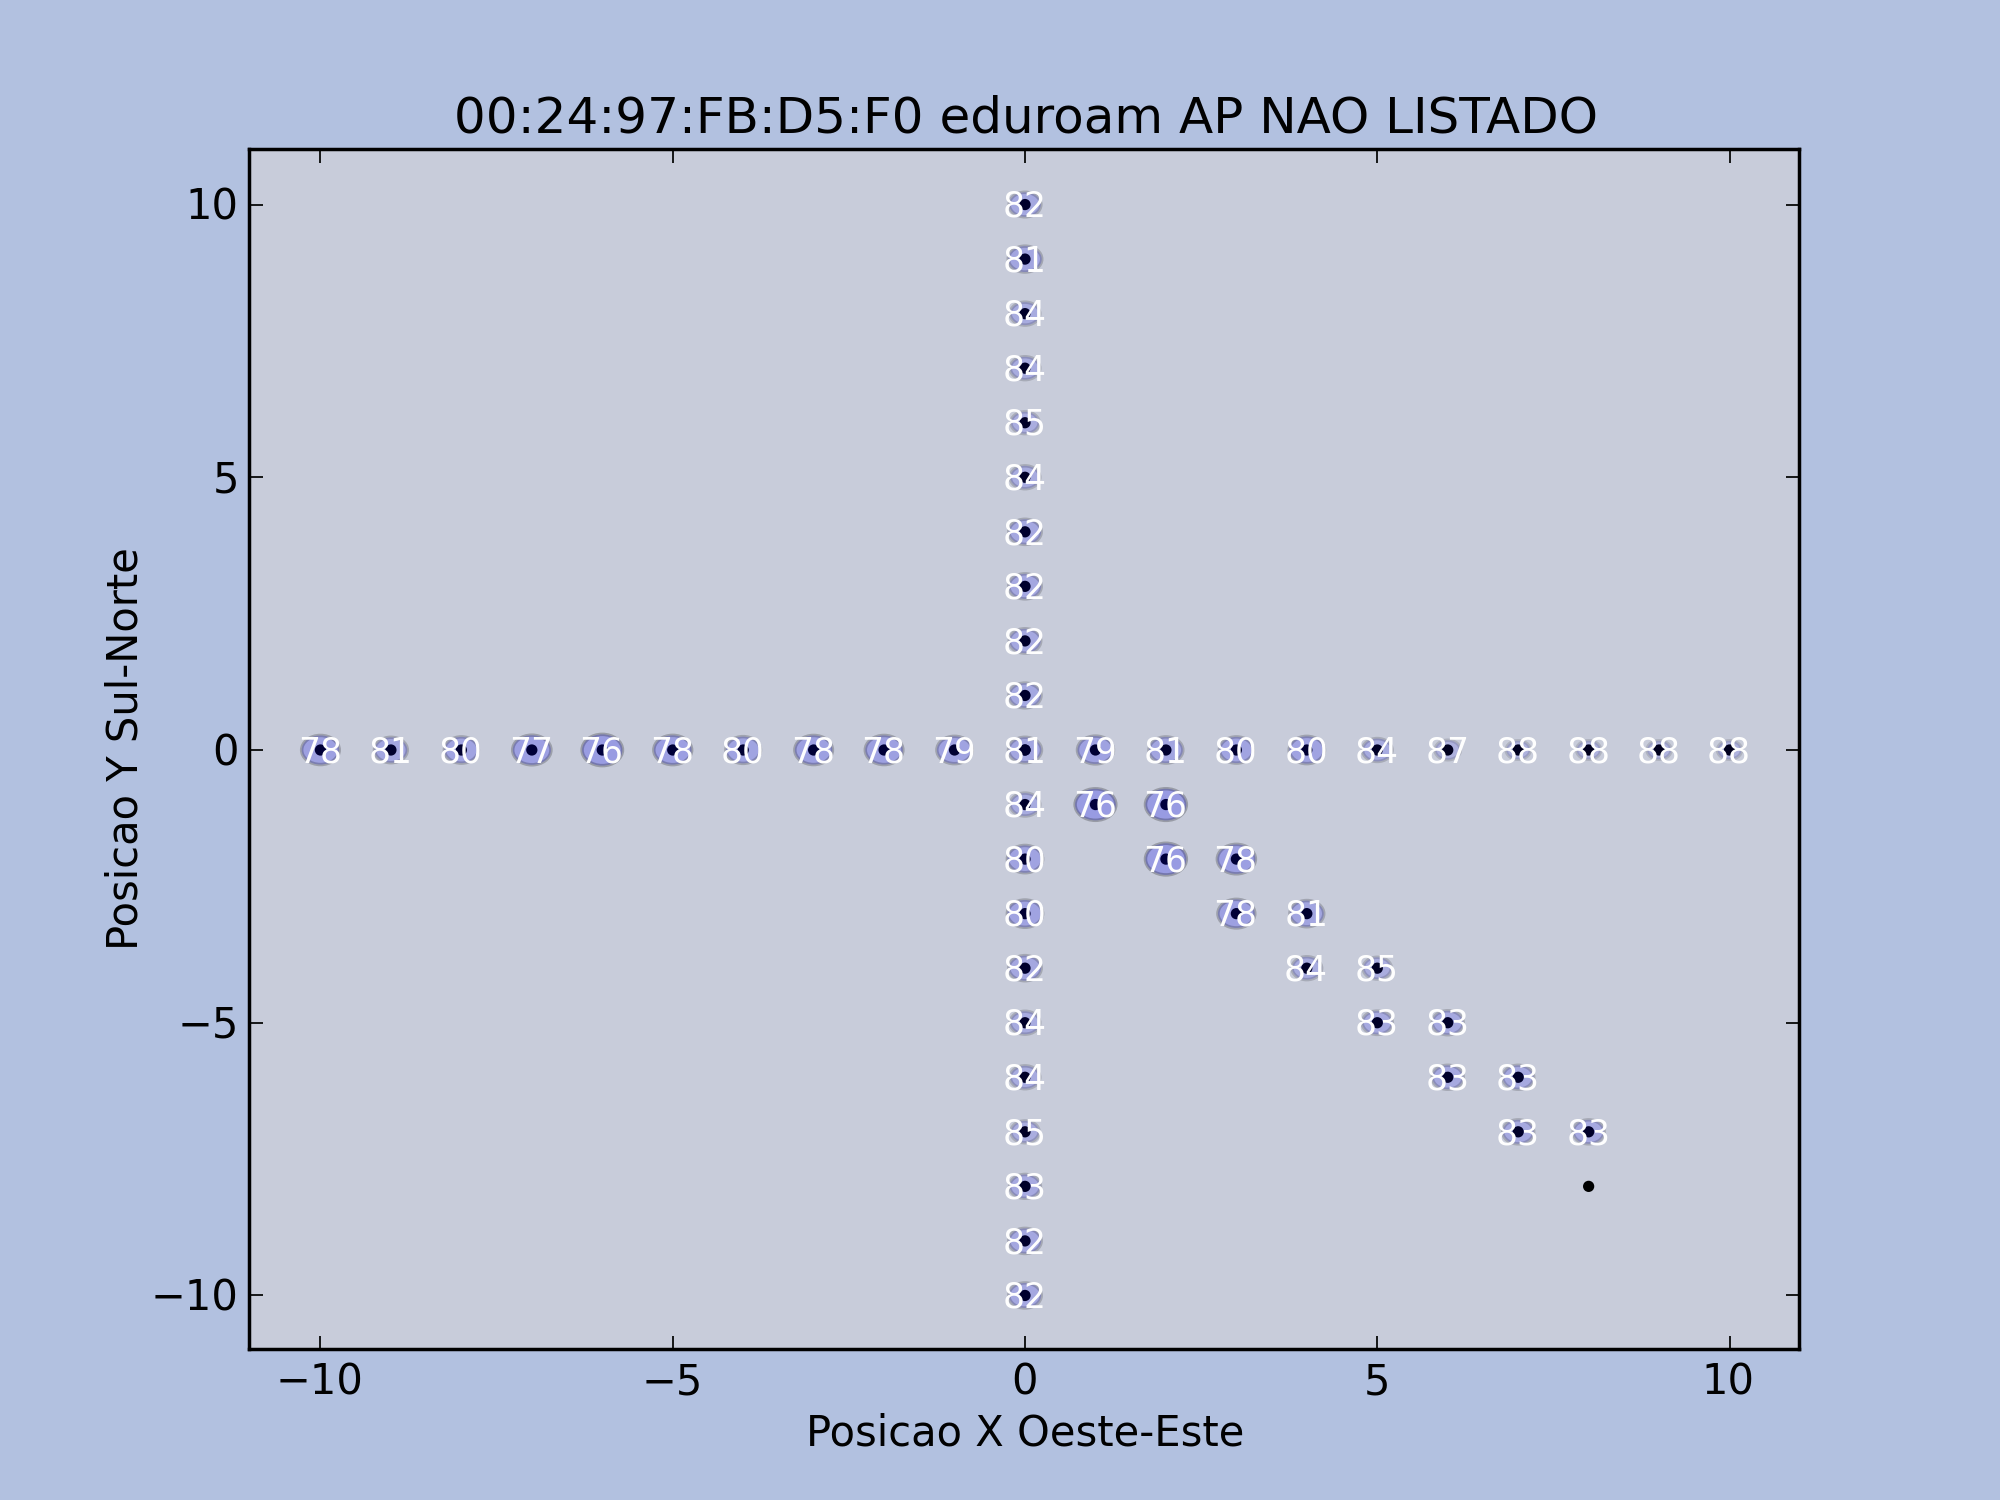 00:24:97:FB:D5:F0 eduroam AP NAO LISTADO
10
82
81
84
84
85
5
84
82
82
82
82
0
78 81 80 77 76 78 80 78 78 79 81 79 81 80 80 84 87 88 88 88 88
84 76 76
80 76 78
80 78 81
82 84 85
−5
84 83 83
84 83 83
85 83 83
83
82
−10
82
−10 −5 0 5 10
Posicao X Oeste-Este
Posicao Y Sul-Norte